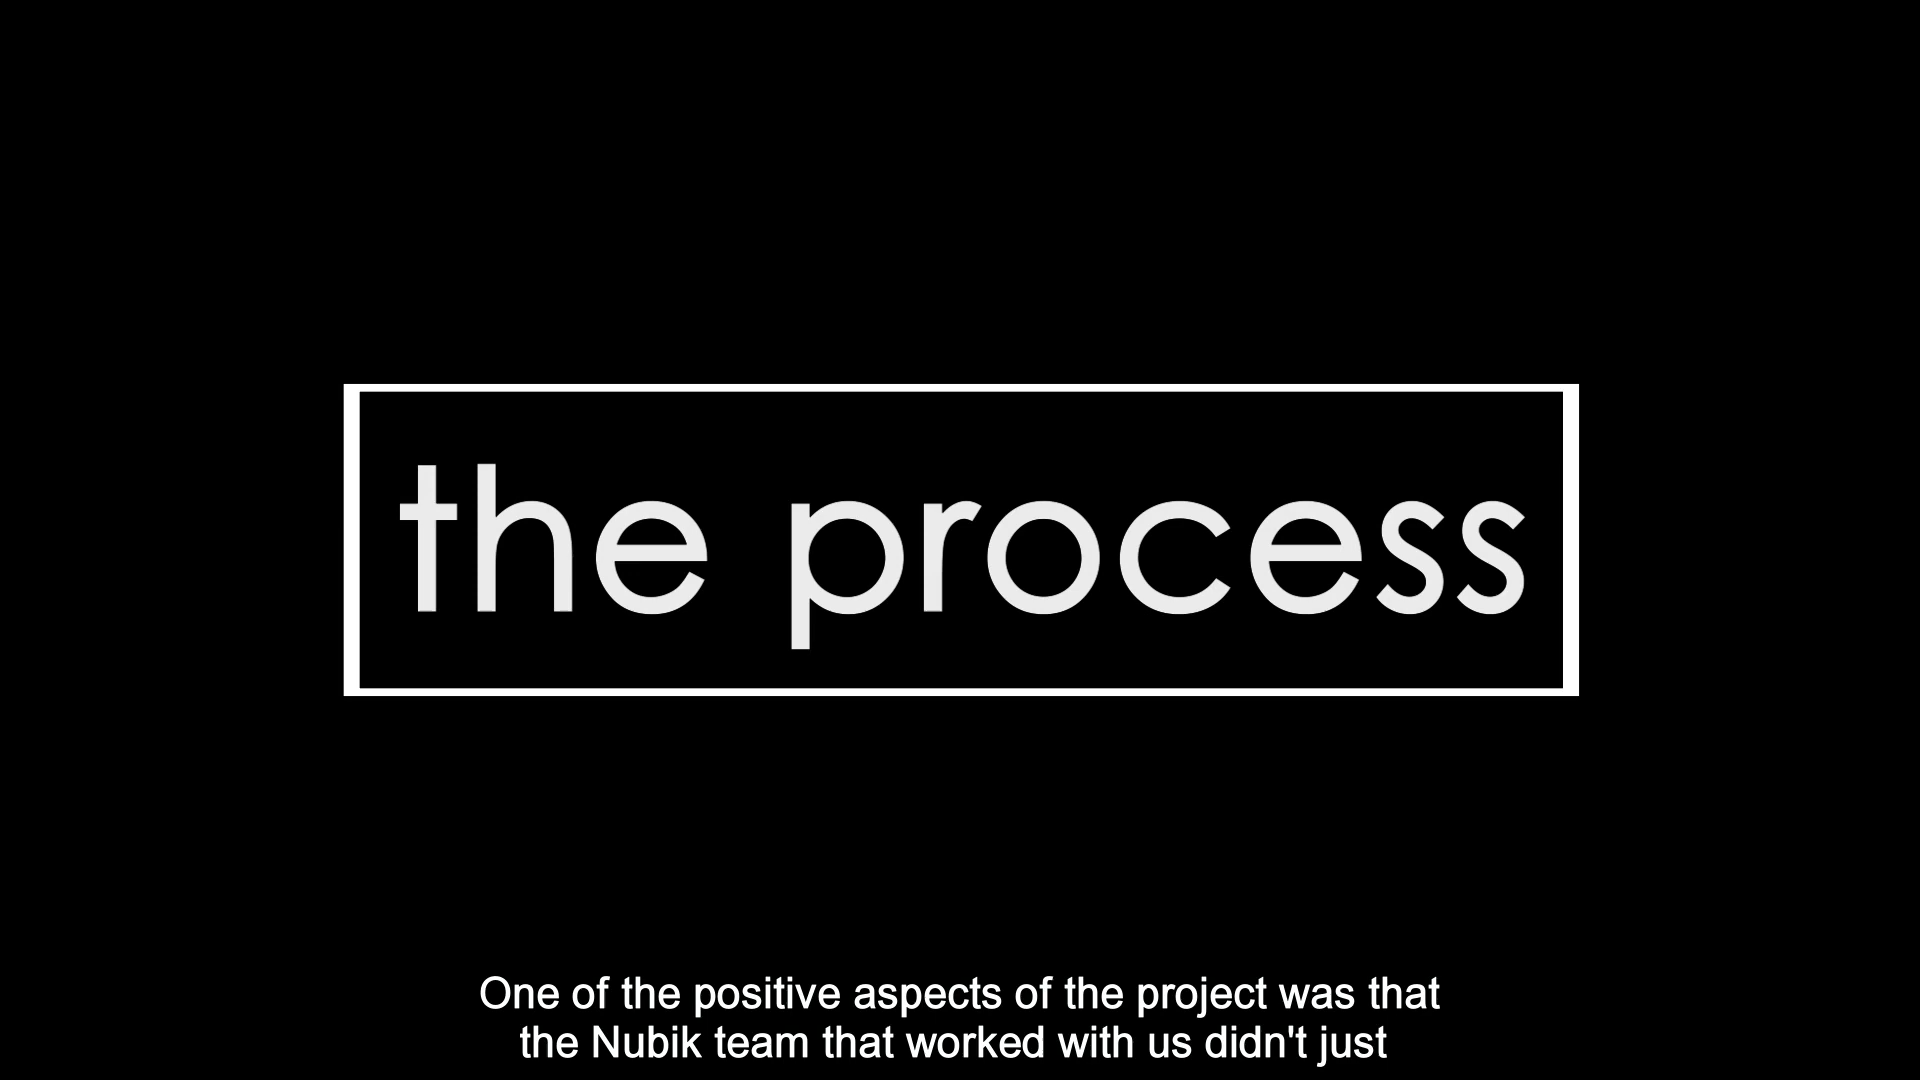 the process
One of the positive aspects of the project was that
the Nubik team that worked with us didn't just